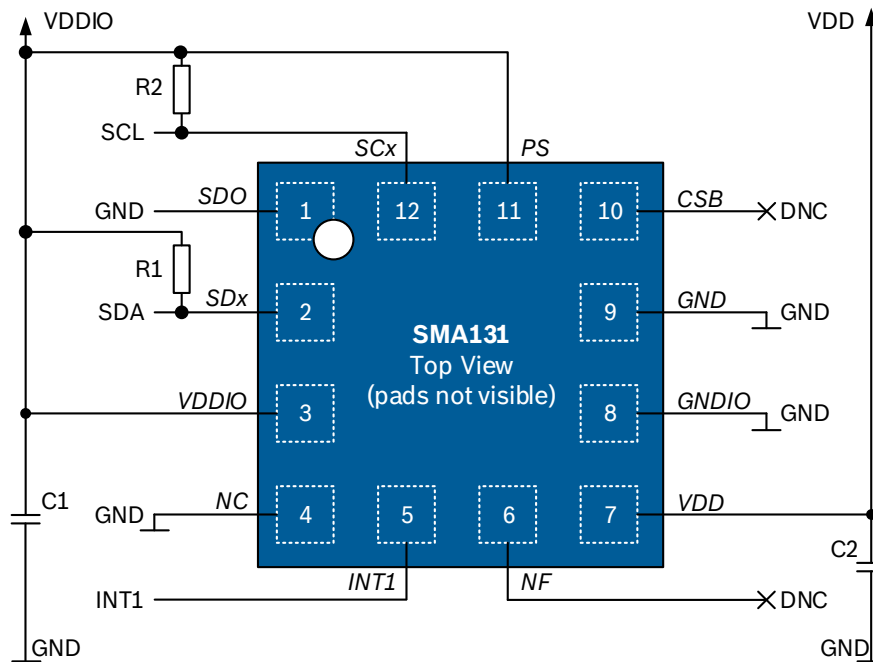 VDDIO
VDD
R2
SCL
SCx
PS
GND
SDO
1
12
11
10
CSB
DNC
R1
SDA
SDx
2
9
GND
GND
SMA131
Top View
(pads not visible)
VDDIO
3
8
GNDIO
GND
C1
GND
NC
4
5
6
7
VDD
C2
INT1
INT1
NF
DNC
GND
GND